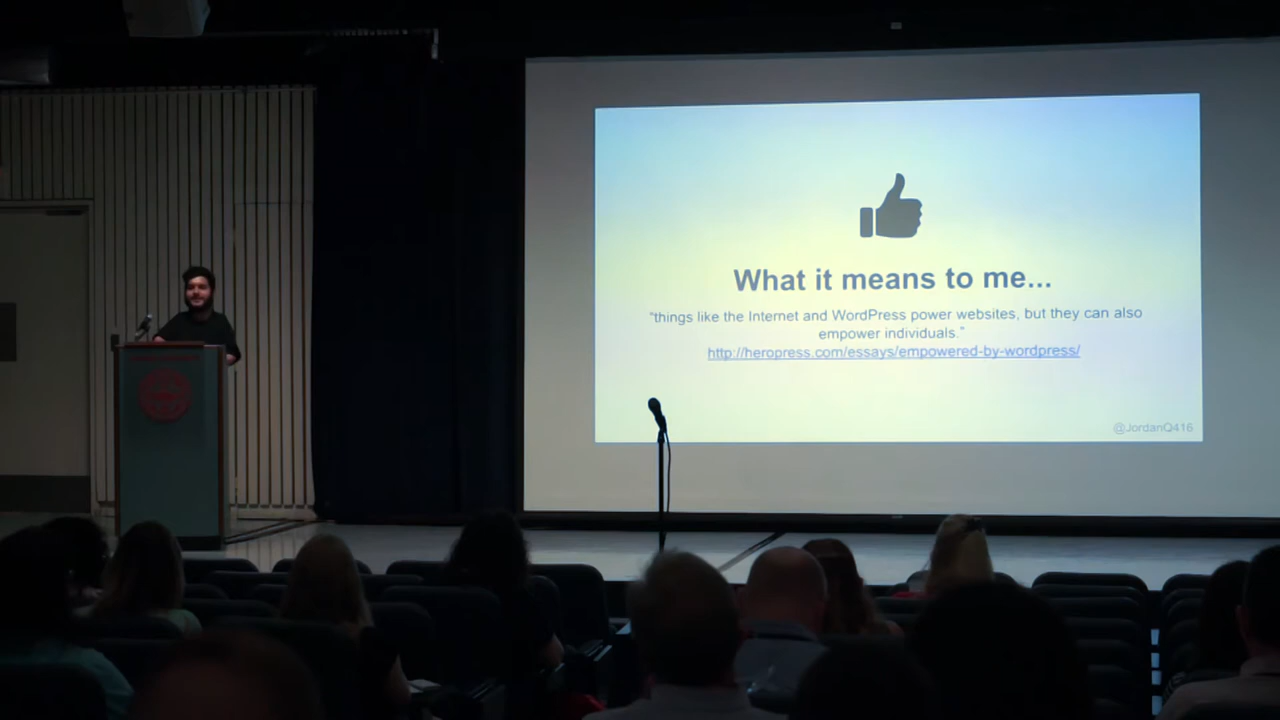 What it means to me...
“things like the Internet and WordPress power websites, but they can also
empower individuals.”
http://heropress.com/essays/empowered-by-wordpress/
@JordanQ416